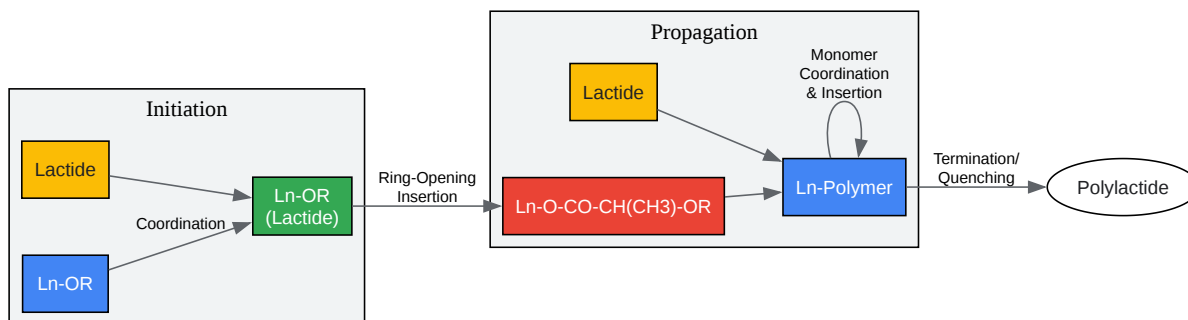 Initiation
Lactide
Ln-OR
Coordination
Ln-OR
(Lactide)
Ring-Opening
Insertion
Propagation
Lactide
Ln-O-CO-CH(CH3)-OR
Monomer
Coordination
& Insertion
Ln-Polymer
Termination/
Quenching
Polylactide